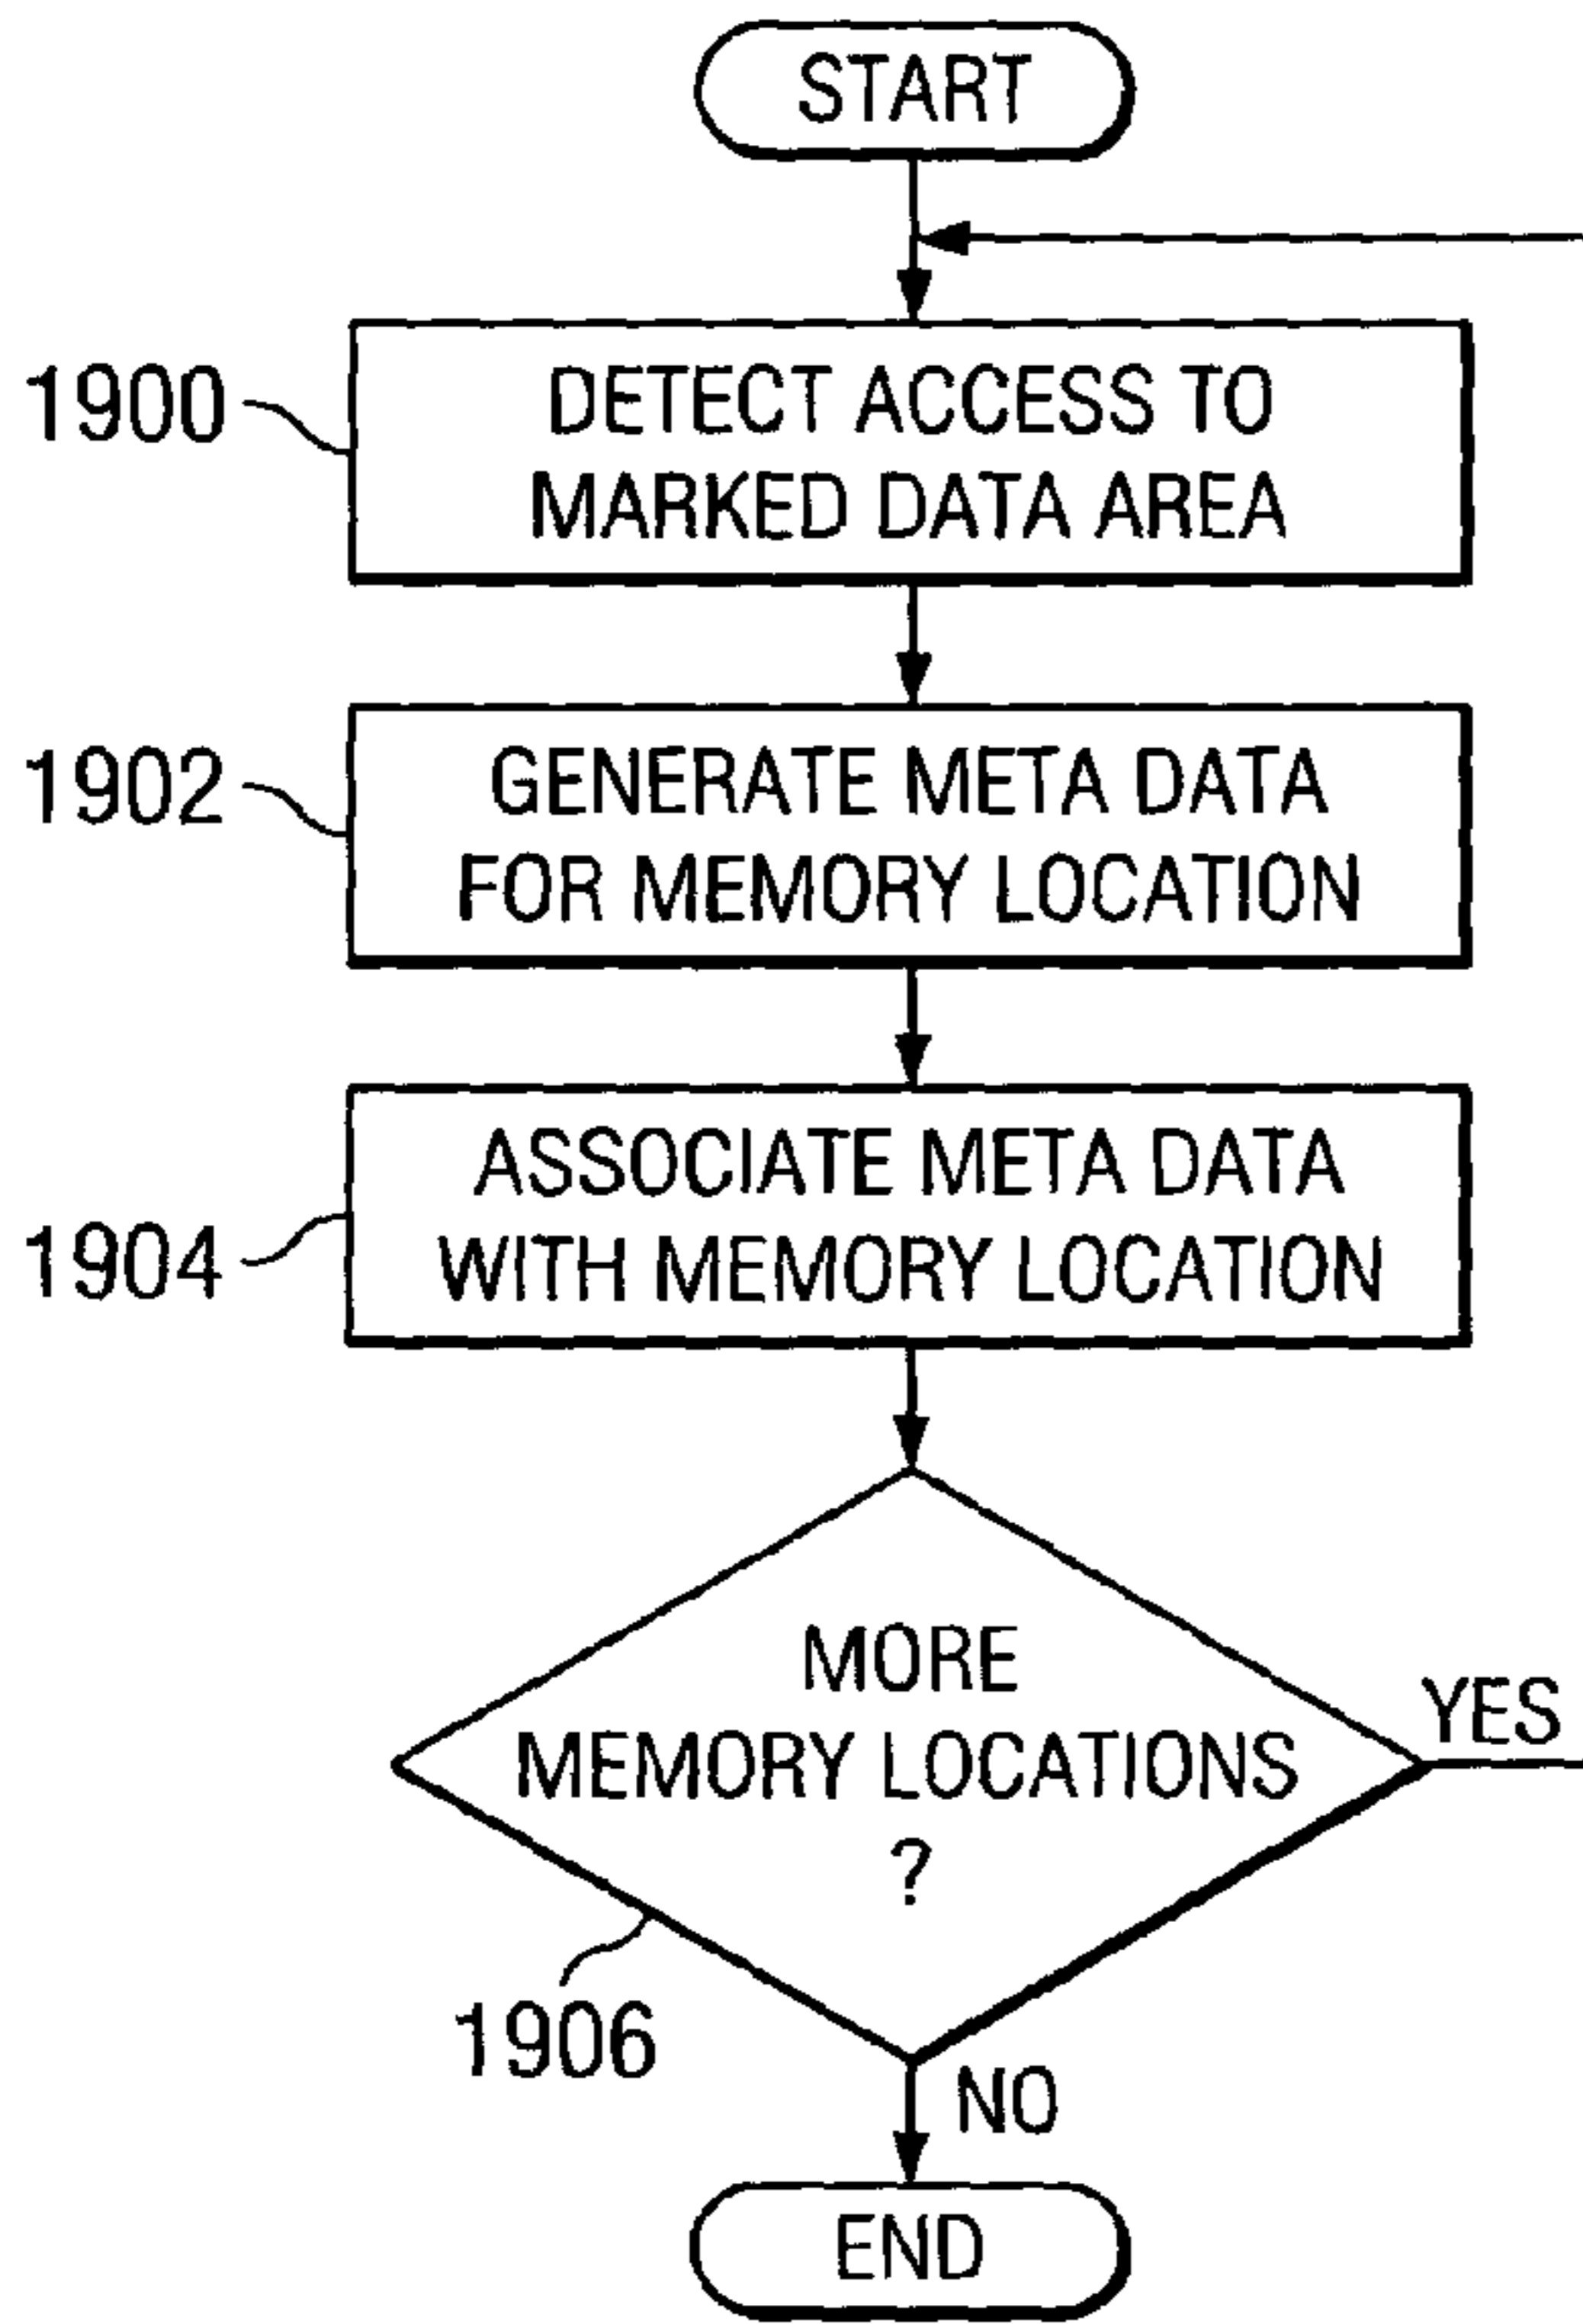 START
1900
DETECT ACCESS TO
MARKED DATA AREA
1902
GENERATE META DATA
FOR MEMORY LOCATION
1904
ASSOCIATE META DATA
WITH MEMORY LOCATION
MORE
MEMORY LOCATIONS
?
YES
1906
NO
END